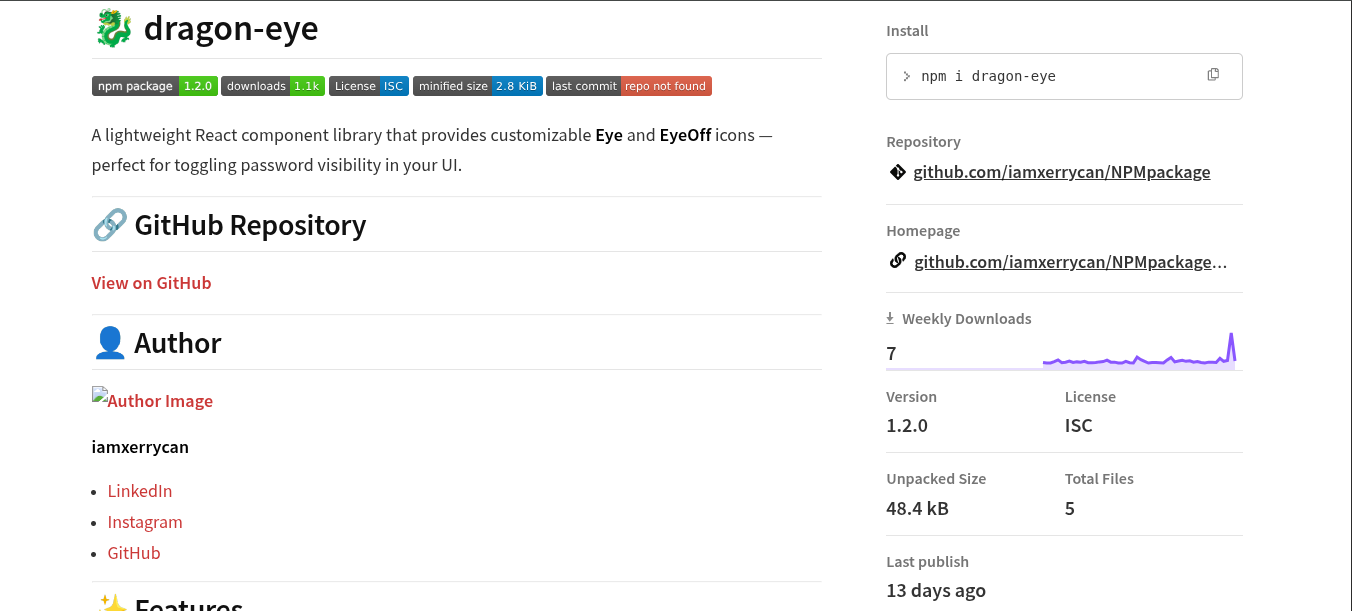 🐉 dragon-eye
npm package 1.2.0 downloads 1.1k License ISC minified size 2.8 KiB last commit repo not found
A lightweight React component library that provides customizable Eye and EyeOff icons —
perfect for toggling password visibility in your UI.
🔗 GitHub Repository
View on GitHub
👤 Author
Author Image
iamxerrycan
• LinkedIn
• Instagram
• GitHub
✨ Features
Install
> npm i dragon-eye
Repository
github.com/iamxerrycan/NPMpackage
Homepage
github.com/iamxerrycan/NPMpackage...
Weekly Downloads
7
Version License
1.2.0 ISC
Unpacked Size Total Files
48.4 kB 5
Last publish
13 days ago